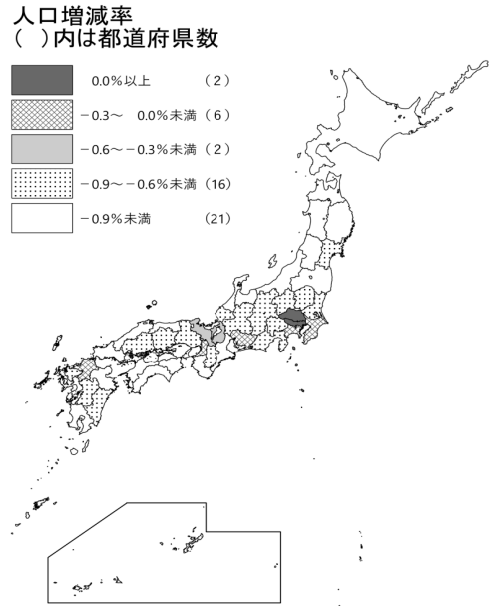 人口増減率
(　)内は都道府県数
0.0％以上　(２)
－0.3～　0.0％未満(６)
－0.6～－0.3％未満(２)
－0.9～－0.6％未満(16)
－0.9％未満　(21)